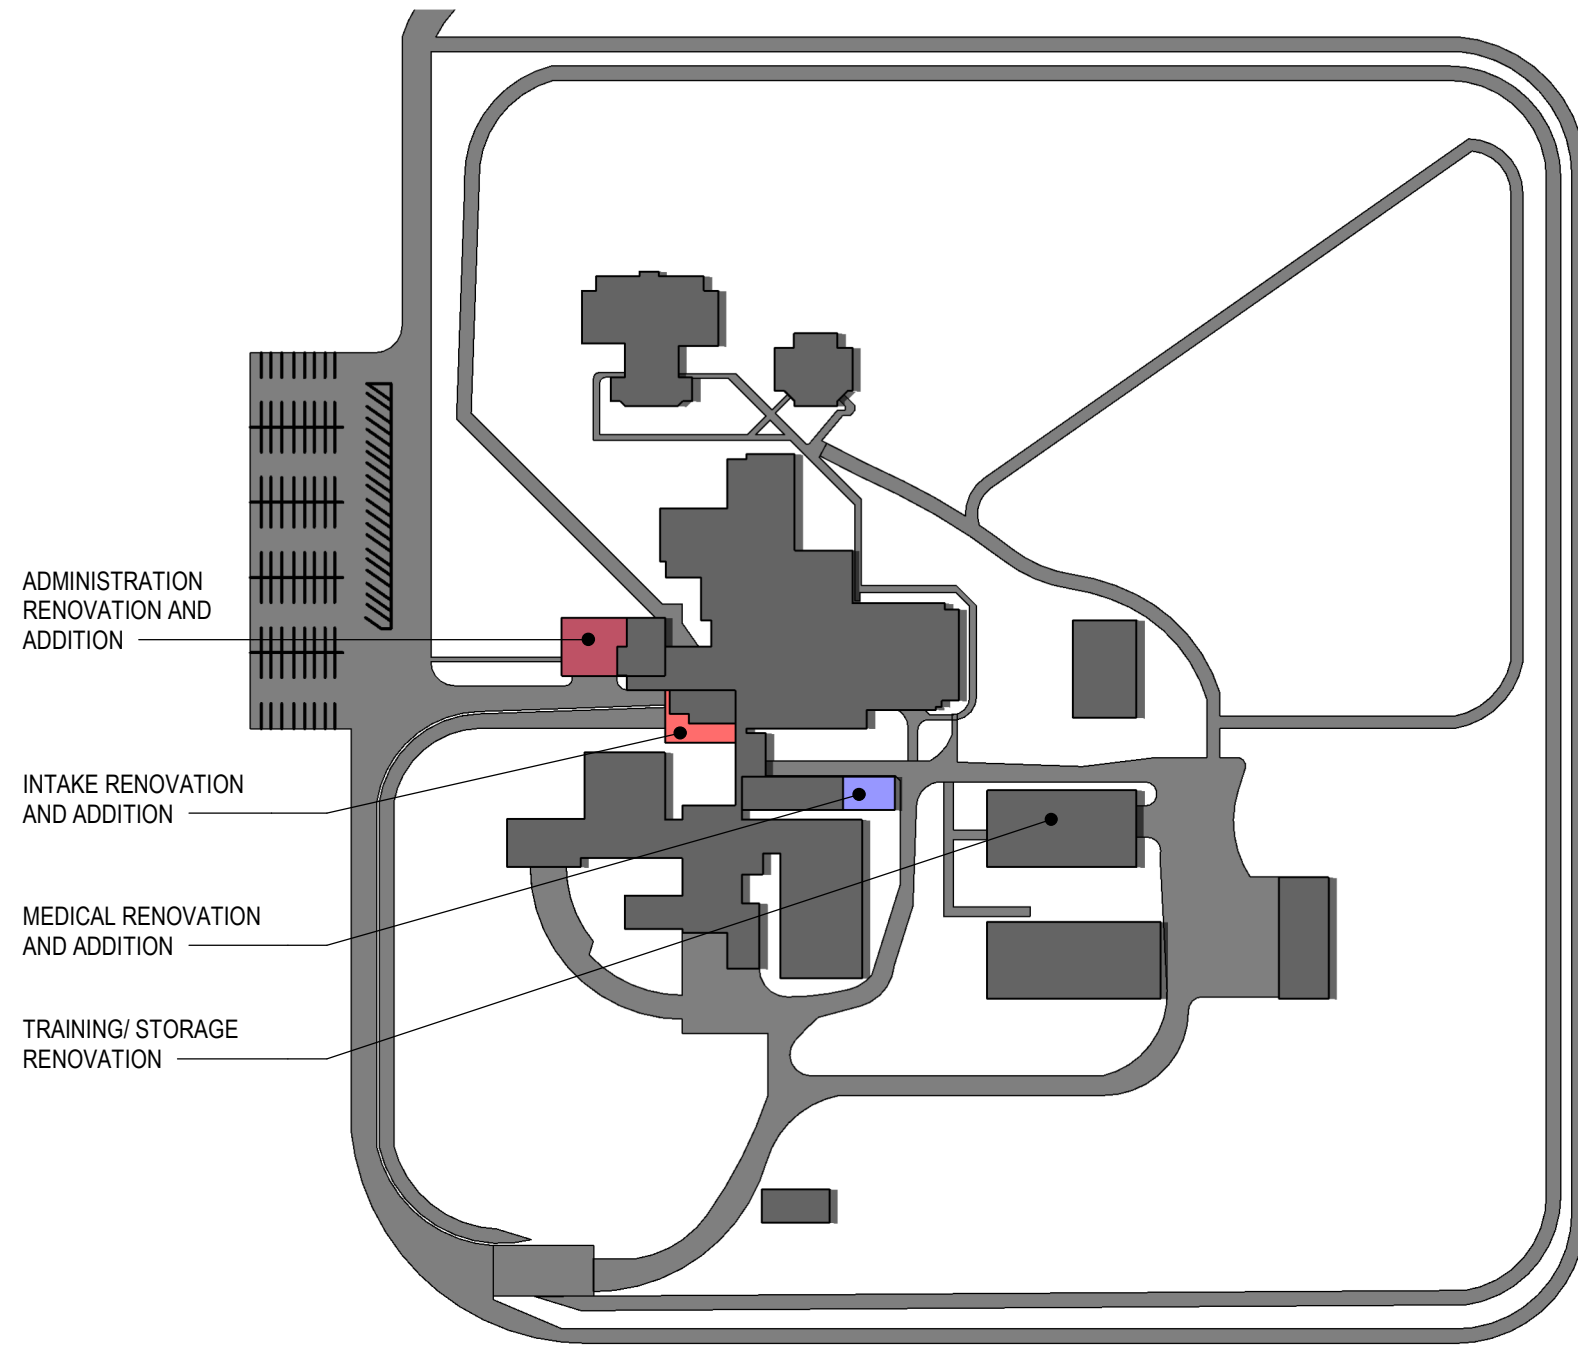 ADMINISTRATION
RENOVATION AND
ADDITION
INTAKE RENOVATION
AND ADDITION
MEDICAL RENOVATION
AND ADDITION
TRAINING/ STORAGE
RENOVATION